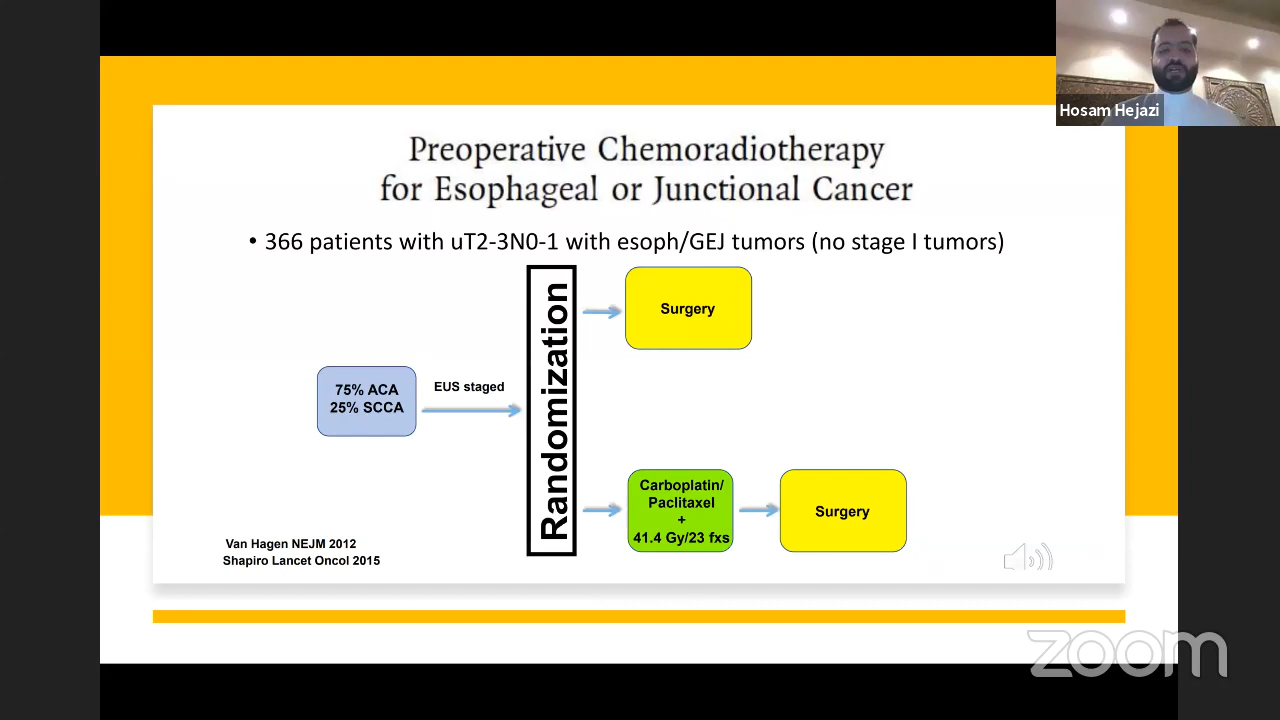 Hosam Hejazi
Preoperative Chemoradiotherapy
for Esophageal or Junctional Cancer
• 366 patients with uT2-3N0-1 with esoph/GEJ tumors (no stage I tumors)
Randomization
Surgery
75% ACA
25% SCCA
EUS staged
Carboplatin/
Paclitaxel
+
41.4 Gy/23 fxs
Surgery
Van Hagen NEJM 2012
Shapiro Lancet Oncol 2015
zoom